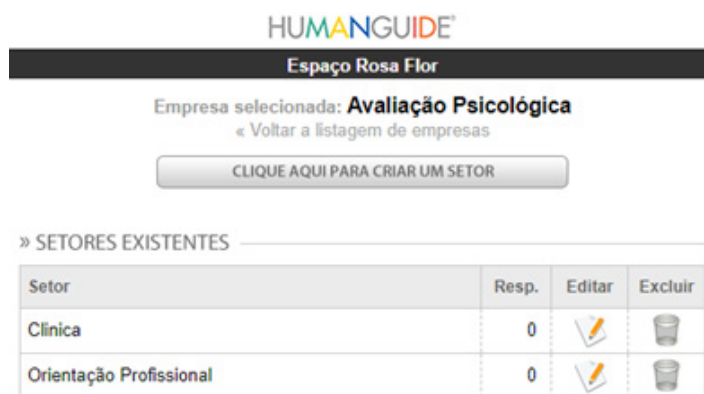 HUMANGUIDE®
Espaço Rosa Flor
Empresa selecionada: Avaliação Psicológica
« Voltar a listagem de empresas
CLIQUE AQUI PARA CRIAR UM SETOR
» SETORES EXISTENTES
Setor Resp. Editar Excluir
Clinica 0
Orientação Profissional 0